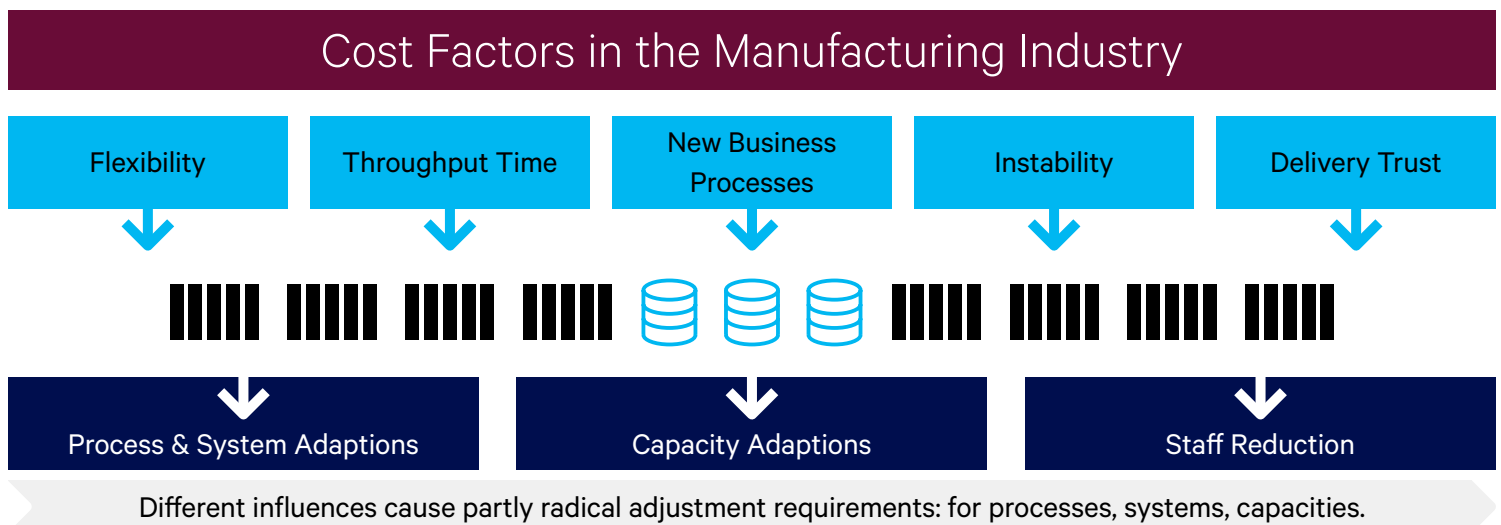 Cost Factors in the Manufacturing Industry
Flexibility
Throughput Time
New Business
Processes
Instability
Delivery Trust
Process & System Adaptions
Capacity Adaptions
Staff Reduction
Different influences cause partly radical adjustment requirements: for processes, systems, capacities.